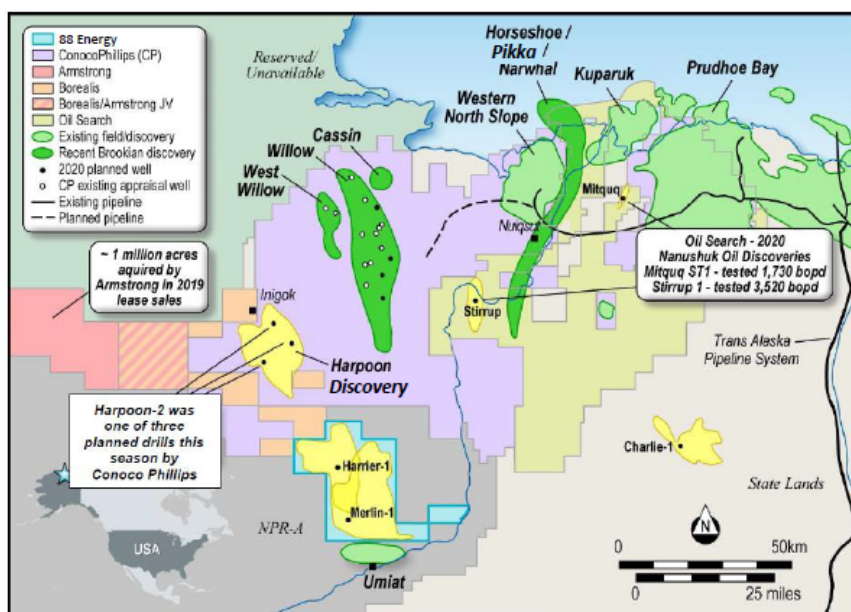 88 Energy
ConocoPhillips (CP)
Armstrong
Borealis
Borealis/Armstrong JV
Oil Search
Existing field/discovery
Recent Brookian discovery
2020 planned well
CP existing appraisal well
Existing pipeline
Planned pipeline
Reserved/
Unavailable
Horseshoe /
Pikka /
Narwhal
Kuparuk
Prudhoe Bay
Western
North Slope
Cassin
Willow
West
Willow
Mitquq
Nuiqsut
Oil Search - 2020
Nanushuk Oil Discoveries
Mitquq ST1 - tested 1,730 bopd
Stirrup 1 - tested 3,520 bopd
~ 1 million acres
aquired by
Armstrong in 2019
lease sales
Inigok
Stirrup
Harpoon
Discovery
Trans Alaska
Pipeline System
Harpoon-2 was
one of three
planned drills this
season by
Conoco Phillips
Harrier-1
Charlie-1
State Lands
Merlin-1
NPR-A
USA
Umiat
N
0
50km
0
25 miles